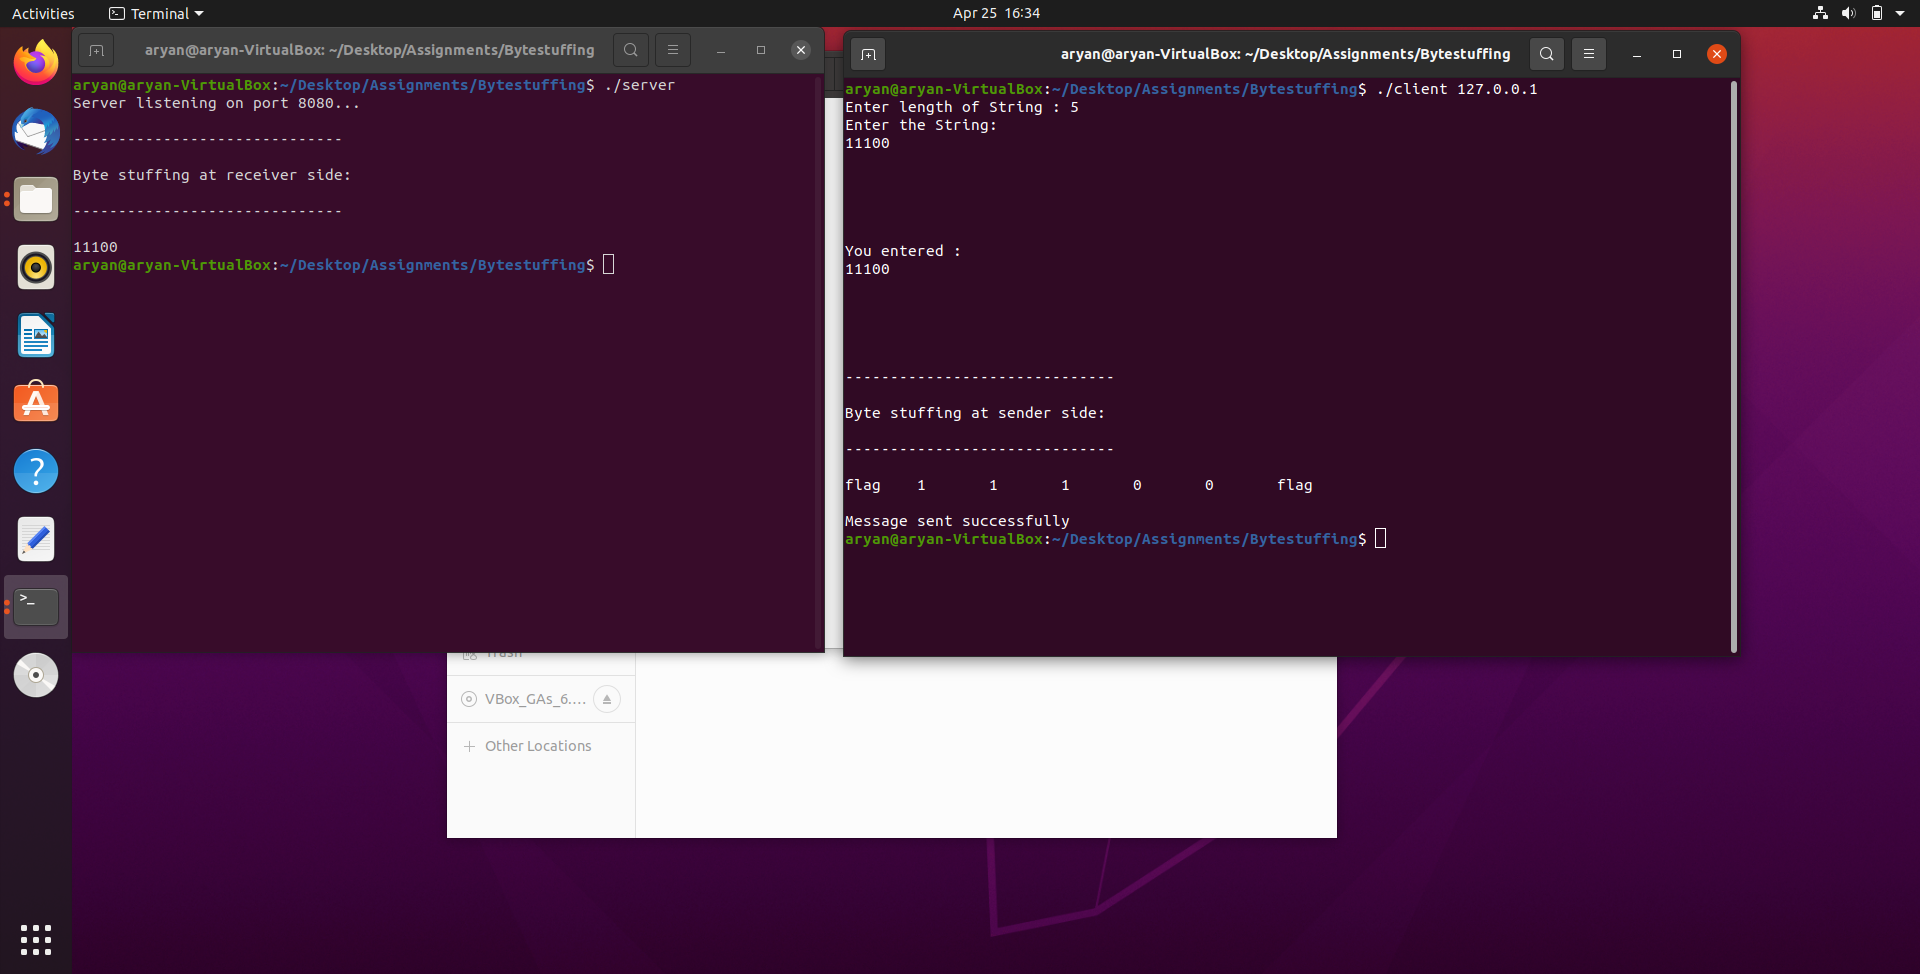 Activities
Terminal
Apr 25 16:34
aryan@aryan-VirtualBox: ~/Desktop/Assignments/Bytestuffing
aryan@aryan-VirtualBox:~/Desktop/Assignments/Bytestuffing$ ./server
Server listening on port 8080...
------------------------------
Byte stuffing at receiver side:
------------------------------
11100
aryan@aryan-VirtualBox:~/Desktop/Assignments/Bytestuffing$
aryan@aryan-VirtualBox: ~/Desktop/Assignments/Bytestuffing
aryan@aryan-VirtualBox:~/Desktop/Assignments/Bytestuffing$ ./client 127.0.0.1
Enter length of String : 5
Enter the String:
11100
You entered :
11100
------------------------------
Byte stuffing at sender side:
------------------------------
flag 1 1 1 0 0 flag
Message sent successfully
aryan@aryan-VirtualBox:~/Desktop/Assignments/Bytestuffing$
Trash
VBox_GAs_6....
Other Locations